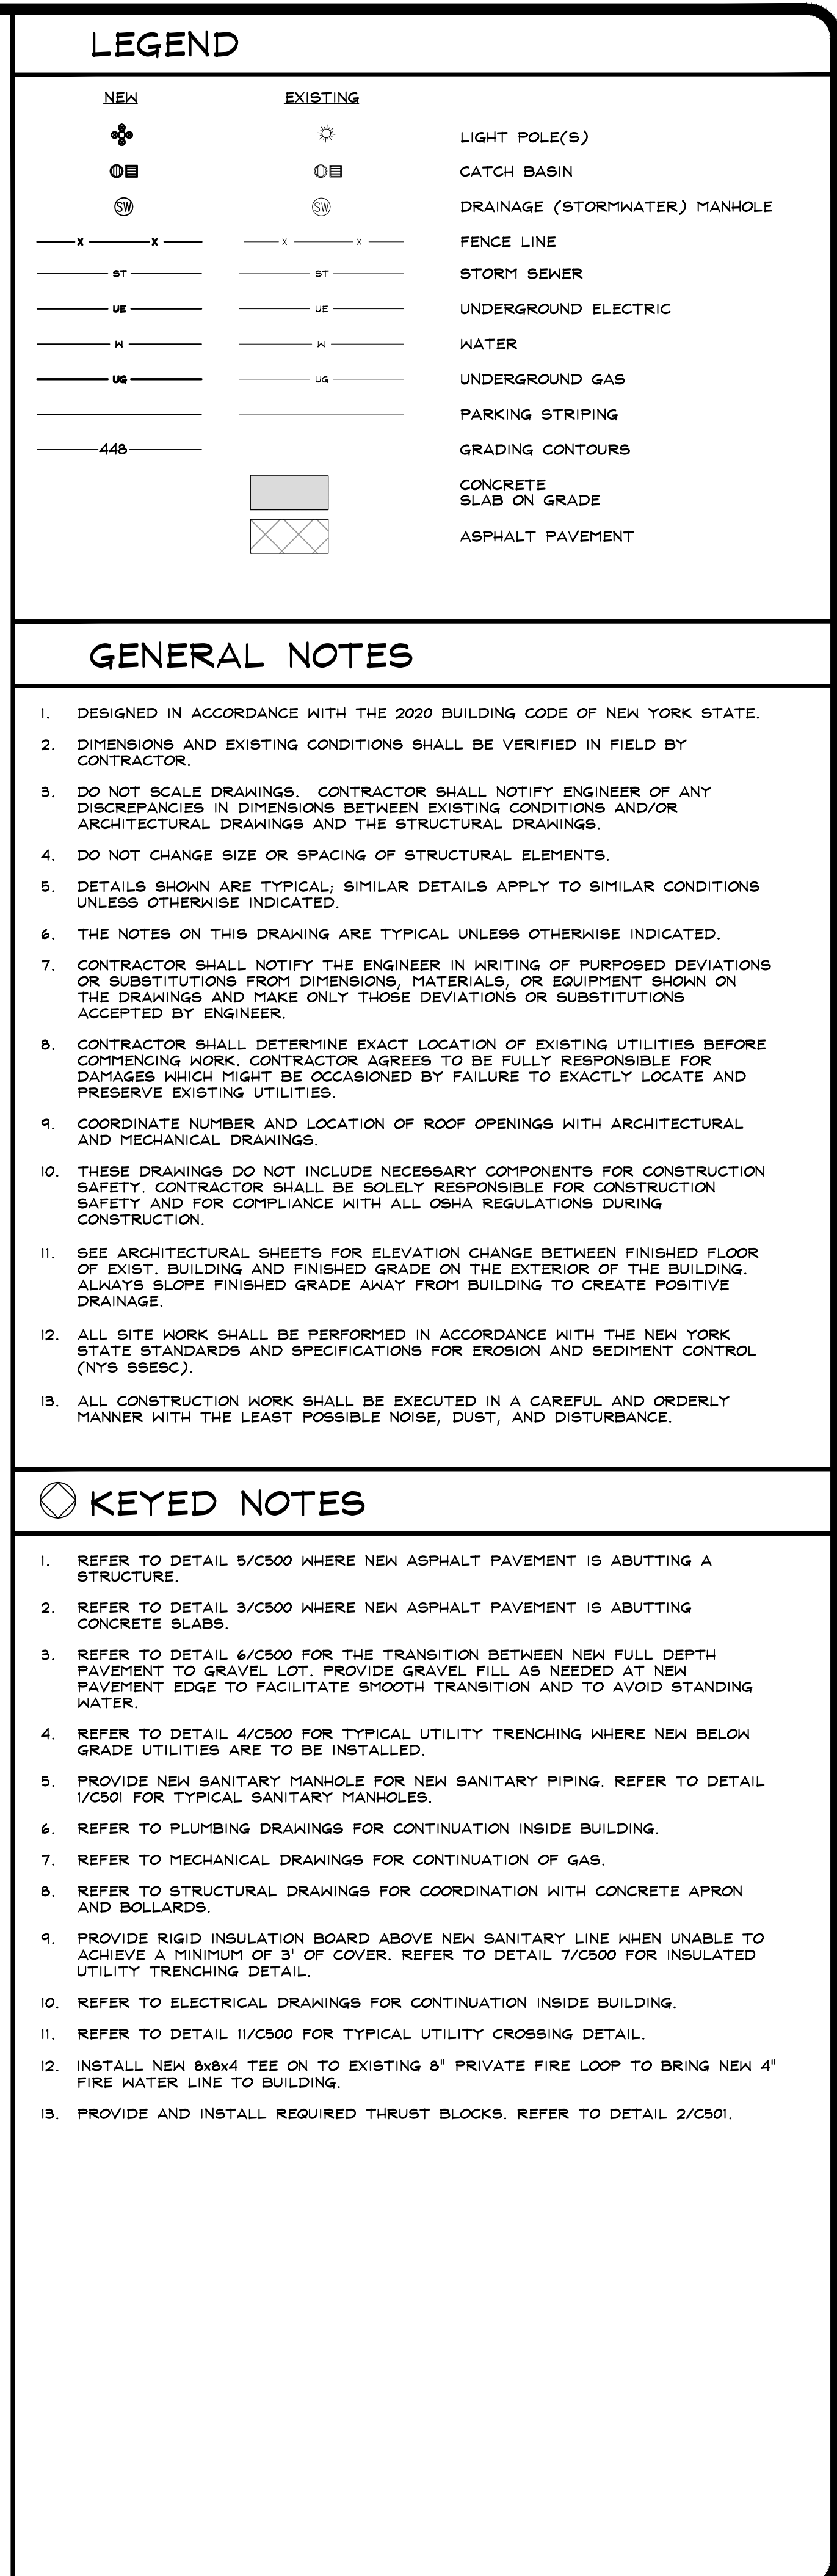 LEGEND
NEW EXISTING
LIGHT POLE(S)
CATCH BASIN
SW SW DRAINAGE (STORMWATER) MANHOLE
X X X X FENCE LINE
ST ST STORM SEWER
UE UE UNDERGROUND ELECTRIC
W W WATER
UG UG UNDERGROUND GAS
PARKING STRIPING
448 GRADING CONTOURS
CONCRETE
SLAB ON GRADE
ASPHALT PAVEMENT
GENERAL NOTES
1. DESIGNED IN ACCORDANCE WITH THE 2020 BUILDING CODE OF NEW YORK STATE.
2. DIMENSIONS AND EXISTING CONDITIONS SHALL BE VERIFIED IN FIELD BY
CONTRACTOR.
3. DO NOT SCALE DRAWINGS. CONTRACTOR SHALL NOTIFY ENGINEER OF ANY
DISCREPANCIES IN DIMENSIONS BETWEEN EXISTING CONDITIONS AND/OR
ARCHITECTURAL DRAWINGS AND THE STRUCTURAL DRAWINGS.
4. DO NOT CHANGE SIZE OR SPACING OF STRUCTURAL ELEMENTS.
5. DETAILS SHOWN ARE TYPICAL; SIMILAR DETAILS APPLY TO SIMILAR CONDITIONS
UNLESS OTHERWISE INDICATED.
6. THE NOTES ON THIS DRAWING ARE TYPICAL UNLESS OTHERWISE INDICATED.
7. CONTRACTOR SHALL NOTIFY THE ENGINEER IN WRITING OF PURPOSED DEVIATIONS
OR SUBSTITUTIONS FROM DIMENSIONS, MATERIALS, OR EQUIPMENT SHOWN ON
THE DRAWINGS AND MAKE ONLY THOSE DEVIATIONS OR SUBSTITUTIONS
ACCEPTED BY ENGINEER.
8. CONTRACTOR SHALL DETERMINE EXACT LOCATION OF EXISTING UTILITIES BEFORE
COMMENCING WORK. CONTRACTOR AGREES TO BE FULLY RESPONSIBLE FOR
DAMAGES WHICH MIGHT BE OCCASIONED BY FAILURE TO EXACTLY LOCATE AND
PRESERVE EXISTING UTILITIES.
9. COORDINATE NUMBER AND LOCATION OF ROOF OPENINGS WITH ARCHITECTURAL
AND MECHANICAL DRAWINGS.
10. THESE DRAWINGS DO NOT INCLUDE NECESSARY COMPONENTS FOR CONSTRUCTION
SAFETY. CONTRACTOR SHALL BE SOLELY RESPONSIBLE FOR CONSTRUCTION
SAFETY AND FOR COMPLIANCE WITH ALL OSHA REGULATIONS DURING
CONSTRUCTION.
11. SEE ARCHITECTURAL SHEETS FOR ELEVATION CHANGE BETWEEN FINISHED FLOOR
OF EXIST. BUILDING AND FINISHED GRADE ON THE EXTERIOR OF THE BUILDING.
ALWAYS SLOPE FINISHED GRADE AWAY FROM BUILDING TO CREATE POSITIVE
DRAINAGE.
12. ALL SITE WORK SHALL BE PERFORMED IN ACCORDANCE WITH THE NEW YORK
STATE STANDARDS AND SPECIFICATIONS FOR EROSION AND SEDIMENT CONTROL
(NYS SSESC).
13. ALL CONSTRUCTION WORK SHALL BE EXECUTED IN A CAREFUL AND ORDERLY
MANNER WITH THE LEAST POSSIBLE NOISE, DUST, AND DISTURBANCE.
KEYED NOTES
1. REFER TO DETAIL 5/C500 WHERE NEW ASPHALT PAVEMENT IS ABUTTING A
STRUCTURE.
2. REFER TO DETAIL 3/C500 WHERE NEW ASPHALT PAVEMENT IS ABUTTING
CONCRETE SLABS.
3. REFER TO DETAIL 6/C500 FOR THE TRANSITION BETWEEN NEW FULL DEPTH
PAVEMENT TO GRAVEL LOT. PROVIDE GRAVEL FILL AS NEEDED AT NEW
PAVEMENT EDGE TO FACILITATE SMOOTH TRANSITION AND TO AVOID STANDING
WATER.
4. REFER TO DETAIL 4/C500 FOR TYPICAL UTILITY TRENCHING WHERE NEW BELOW
GRADE UTILITIES ARE TO BE INSTALLED.
5. PROVIDE NEW SANITARY MANHOLE FOR NEW SANITARY PIPING. REFER TO DETAIL
1/C501 FOR TYPICAL SANITARY MANHOLES.
6. REFER TO PLUMBING DRAWINGS FOR CONTINUATION INSIDE BUILDING.
7. REFER TO MECHANICAL DRAWINGS FOR CONTINUATION OF GAS.
8. REFER TO STRUCTURAL DRAWINGS FOR COORDINATION WITH CONCRETE APRON
AND BOLLARDS.
9. PROVIDE RIGID INSULATION BOARD ABOVE NEW SANITARY LINE WHEN UNABLE TO
ACHIEVE A MINIMUM OF 3' OF COVER. REFER TO DETAIL 7/C500 FOR INSULATED
UTILITY TRENCHING DETAIL.
10. REFER TO ELECTRICAL DRAWINGS FOR CONTINUATION INSIDE BUILDING.
11. REFER TO DETAIL 11/C500 FOR TYPICAL UTILITY CROSSING DETAIL.
12. INSTALL NEW 8x8x4 TEE ON TO EXISTING 8" PRIVATE FIRE LOOP TO BRING NEW 4"
FIRE WATER LINE TO BUILDING.
13. PROVIDE AND INSTALL REQUIRED THRUST BLOCKS. REFER TO DETAIL 2/C501.